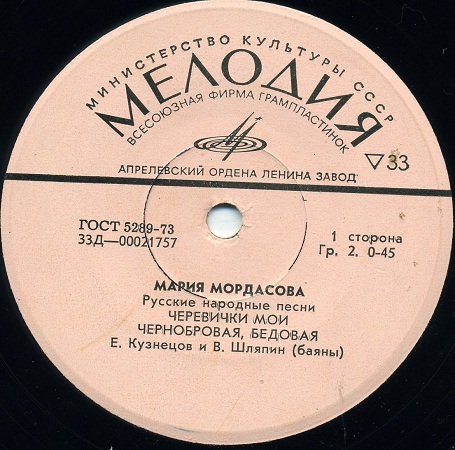 МИНИСТЕРСТВО КУЛЬТУРЫ СССР
МЕЛОДИЯ
ВСЕСОЮЗНАЯ ФИРМА ГРАМПЛАСТИНОК
▽33
АПРЕЛЕВСКИЙ ОРДЕНА ЛЕНИНА ЗАВОД
ГОСТ 5289-73
33Д—00021757
1 сторона
Гр. 2. 0-45
МАРИЯ МОРДАСОВА
Русские народные песни
ЧЕРЕВИЧКИ МОИ
ЧЕРНОБРОВАЯ, БЕДОВАЯ
Е. Кузнецов и В. Шляпин (баяны)